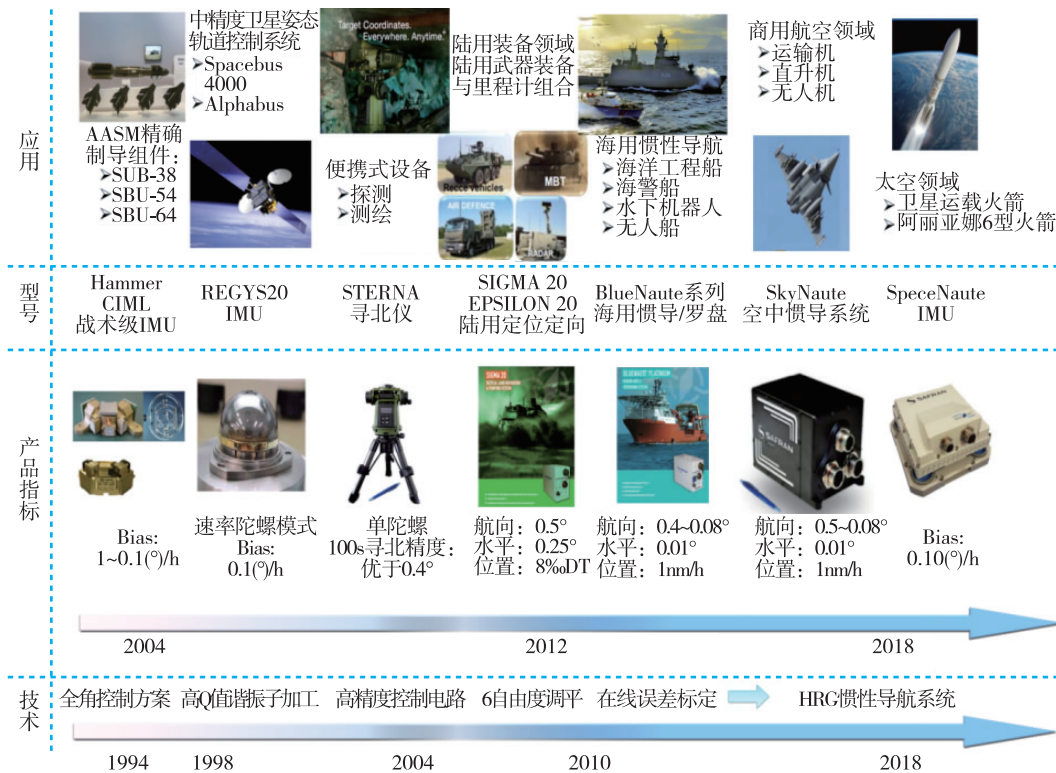 应用
中精度卫星姿态
轨道控制系统
➢Spacebus
4000
➢Alphabus
AASM精确
制导组件：
➢SUB-38
➢SBU-54
➢SBU-64
Target Coordinates.
Everywhere. Anytime.
便携式设备
➢探测
➢测绘
陆用装备领域
陆用武器装备
与里程计组合
Recce vehicles
MBT
AIR DEFENCE
RADAR
海用惯性导航
➢海洋工程船
➢海警船
➢水下机器人
➢无人船
商用航空领域
➢运输机
➢直升机
➢无人机
太空领域
➢卫星运载火箭
➢阿丽亚娜6型火箭
型号
Hammer
CIML
战术级IMU
REGYS20
IMU
STERNA
寻北仪
SIGMA 20
EPSILON 20
陆用定位定向
BlueNaute系列
海用惯导/罗盘
SkyNaute
空中惯导系统
SpeceNaute
IMU
产品指标
SIGMA 20
BLUENAUTE PLATINUM
SAFRAN
Bias:
1~0.1(°)/h
速率陀螺模式
Bias:
0.1(°)/h
单陀螺
100s寻北精度：
优于0.4°
航向：0.5°
水平：0.25°
位置：8‰DT
航向：0.4~0.08°
水平：0.01°
位置：1nm/h
航向：0.5~0.08°
水平：0.01°
位置：1nm/h
0.10(°)/h
2004
2012
2018
技术
全角控制方案
高Q值谐振子加工
高精度控制电路
6自由度调平
在线误差标定
HRG惯性导航系统
1994
1998
2004
2010
2018